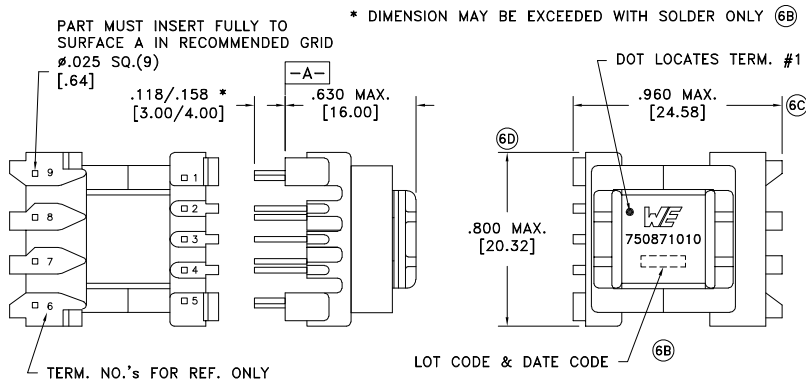 * DIMENSION MAY BE EXCEEDED WITH SOLDER ONLY 6B
PART MUST INSERT FULLY TO
SURFACE A IN RECOMMENDED GRID
ø.025 SQ.(9)
[.64]
-A-
.118/.158 *
[3.00/4.00]
.630 MAX.
[16.00]
DOT LOCATES TERM. #1
.960 MAX.
[24.58]
6C
6D
.800 MAX.
[20.32]
9
8
7
6
1
2
3
4
5
WE
750871010
LOT CODE & DATE CODE
6B
TERM. NO.'s FOR REF. ONLY